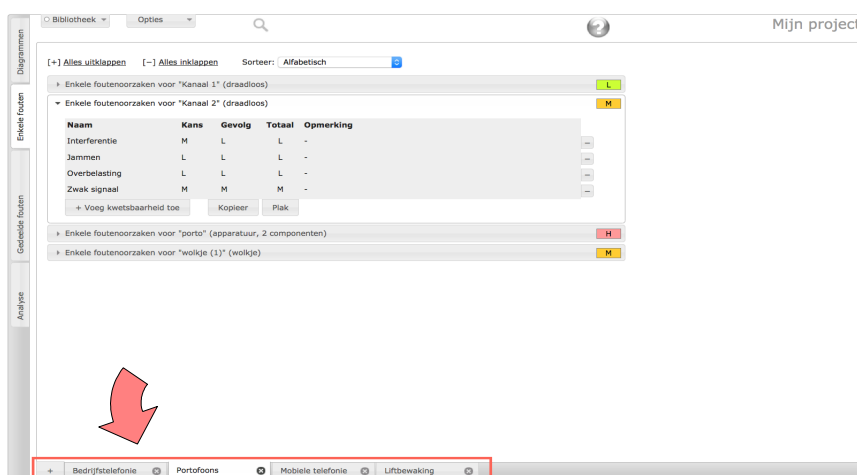 Bibliotheek Opties
Mijn project
Diagrammen
Enkele fouten
Gedeelde fouten
Analyse
[+] Alles uitklappen [−] Alles inklappen Sorteer: Alfabetisch
Enkele foutenoorzaken voor "Kanaal 1" (draadloos) L
Enkele foutenoorzaken voor "Kanaal 2" (draadloos) M
Naam Kans Gevolg Totaal Opmerking
Interferentie M L L -
Jammen L L L -
Overbelasting L L L -
Zwak signaal M M M -
+ Voeg kwetsbaarheid toe Kopieer Plak
Enkele foutenoorzaken voor "porto" (apparatuur, 2 componenten) H
Enkele foutenoorzaken voor "wolkje (1)" (wolkje) M
+ Bedrijfstelefonie Portofoons Mobiele telefonie Liftbewaking